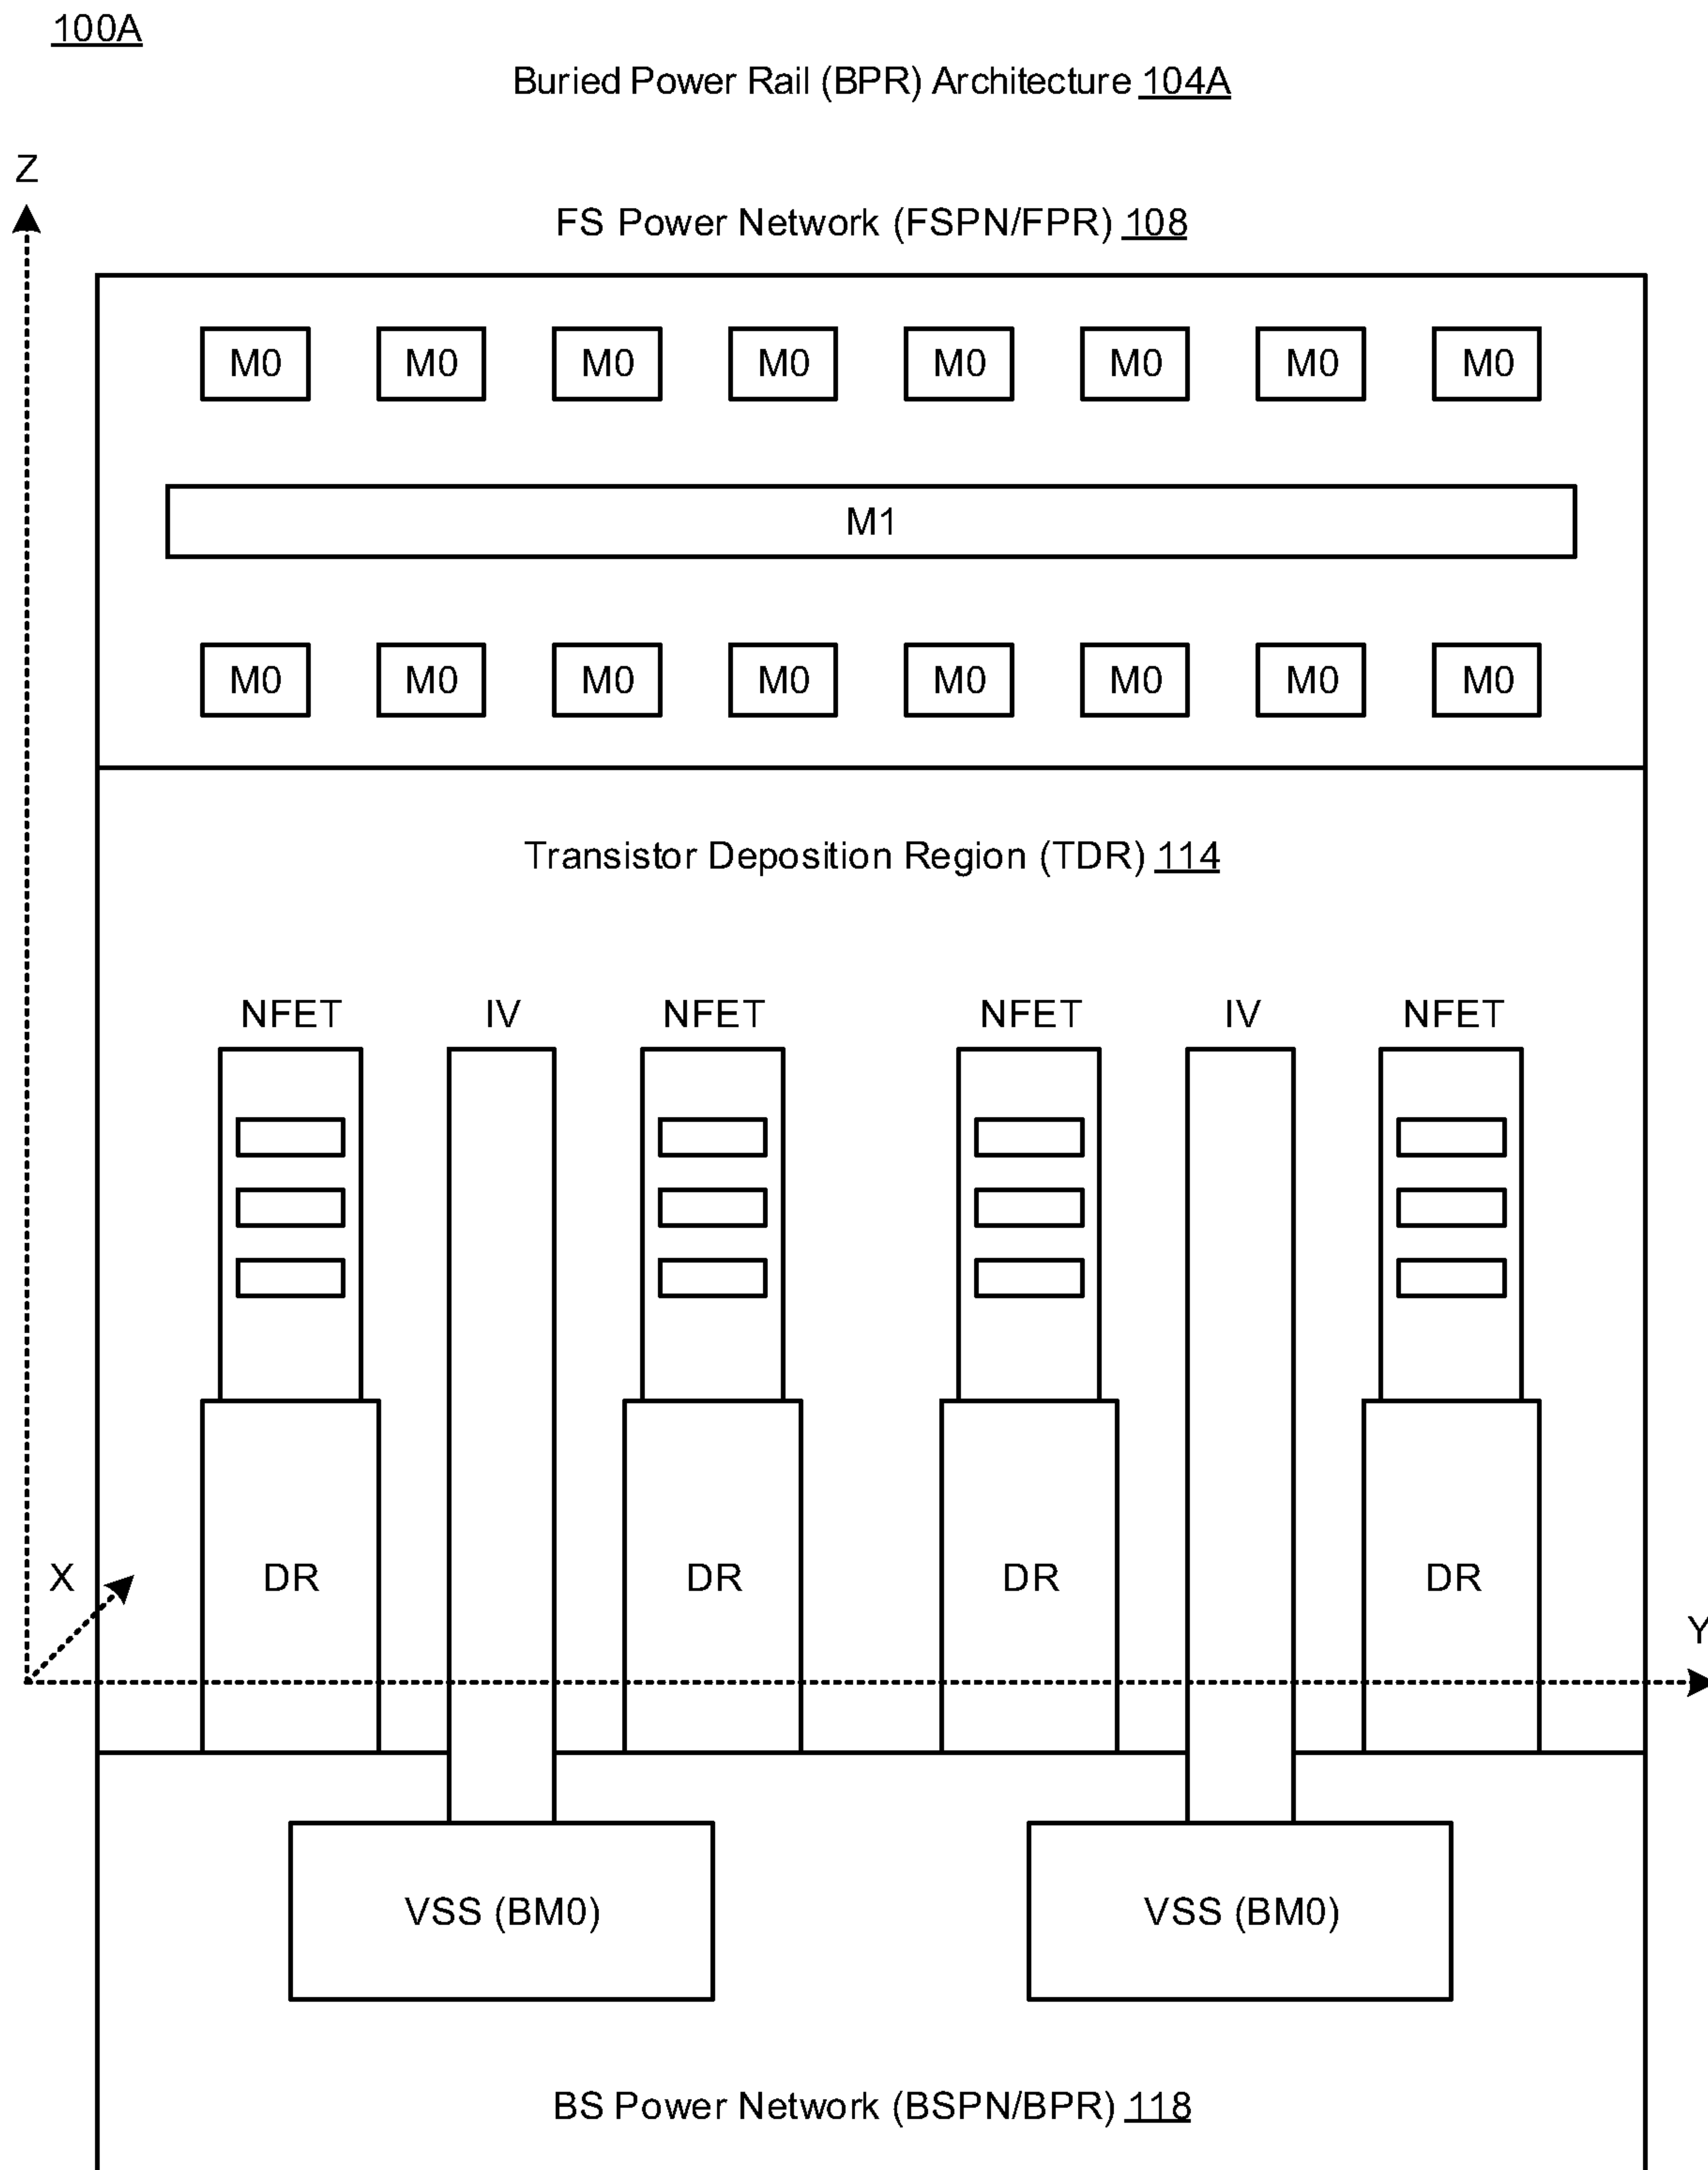 100A
Buried Power Rail (BPR) Architecture 104A
Z
FS Power Network (FSPN/FPR) 108
M0 M0 M0 M0 M0 M0 M0 M0
M1
M0 M0 M0 M0 M0 M0 M0 M0
Transistor Deposition Region (TDR) 114
NFET IV NFET NFET IV NFET
X DR DR DR DR
Y
VSS (BM0) VSS (BM0)
BS Power Network (BSPN/BPR) 118